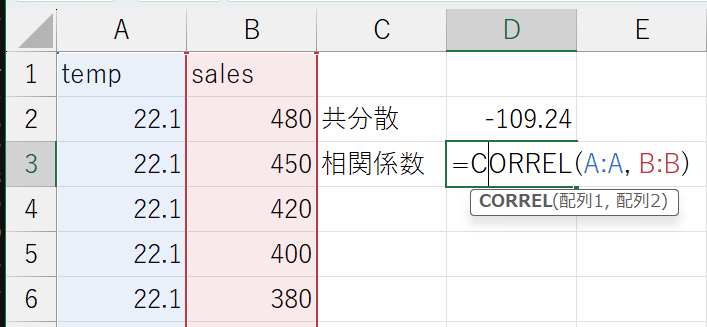 A B C D E
1 temp sales
2 22.1 480 共分散 -109.24
3 22.1 450 相関係数 =CORREL(A:A, B:B)
CORREL(配列1, 配列2)
4 22.1 420
5 22.1 400
6 22.1 380